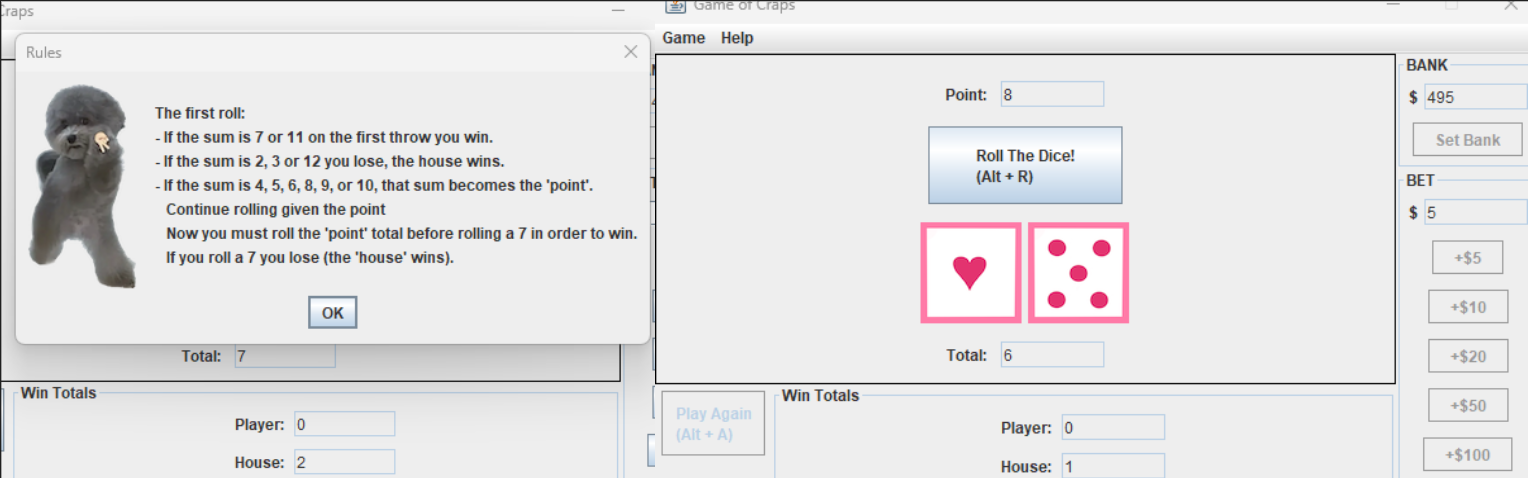 Craps
Rules
The first roll:
- If the sum is 7 or 11 on the first throw you win.
- If the sum is 2, 3 or 12 you lose, the house wins.
- If the sum is 4, 5, 6, 8, 9, or 10, that sum becomes the 'point'.
Continue rolling given the point
Now you must roll the 'point' total before rolling a 7 in order to win.
If you roll a 7 you lose (the 'house' wins).
OK
Total: 7
Win Totals
Player: 0
House: 2
Game of Craps
Game Help
Point: 8
Roll The Dice!
(Alt + R)
Total: 6
Play Again
(Alt + A)
Win Totals
Player: 0
House: 1
BANK
$ 495
Set Bank
BET
$ 5
+$5
+$10
+$20
+$50
+$100